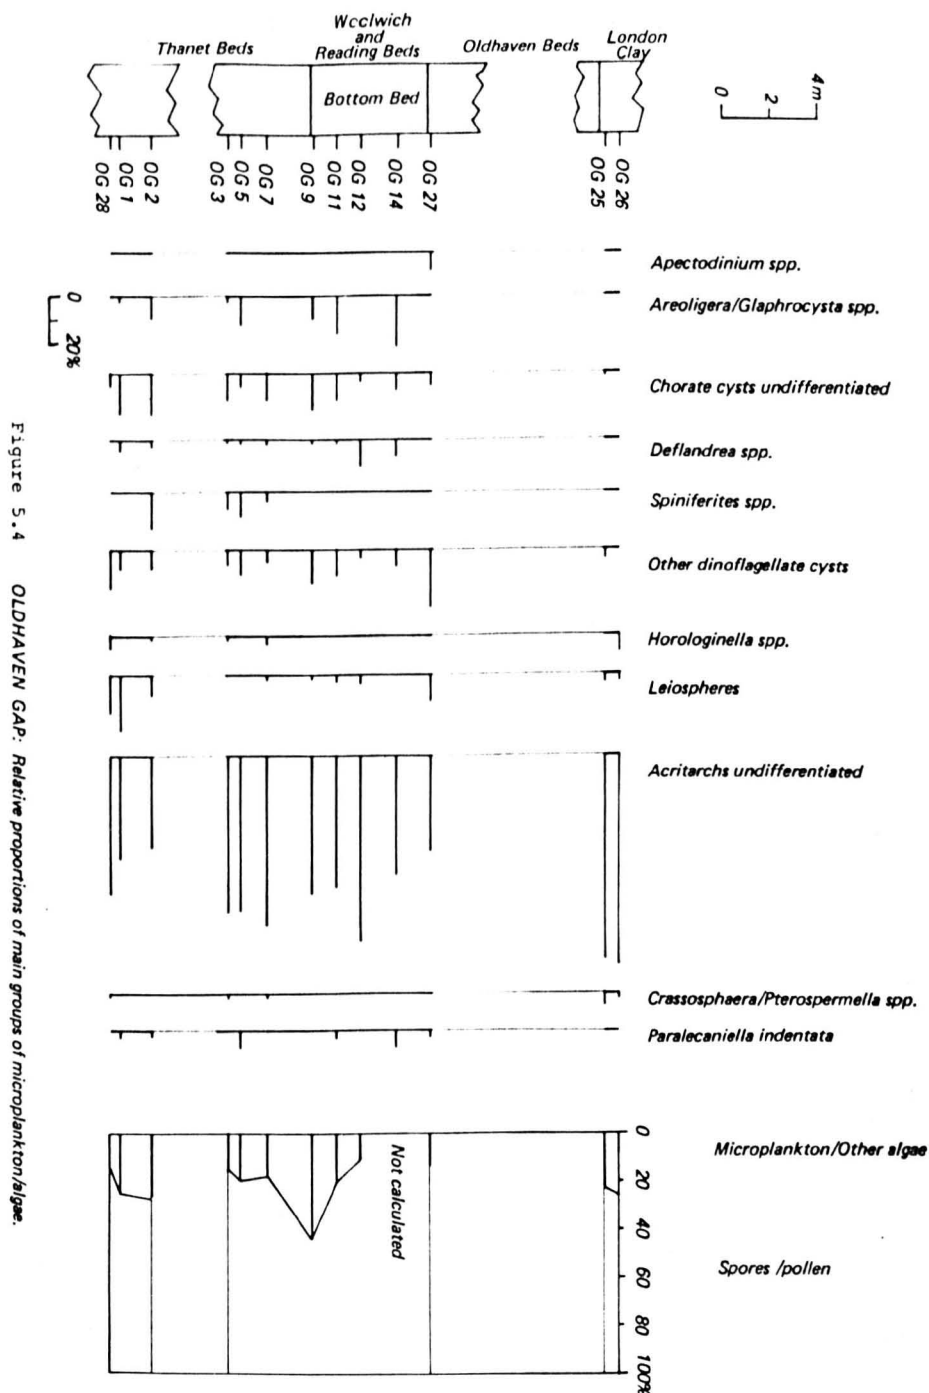 Woolwich
and
Reading Beds
Thanet Beds
Oldhaven Beds
London
Clay
Bottom Bed
0
2
4m
OG 28
OG 1
OG 2
OG 3
OG 5
OG 7
OG 9
OG 11
OG 12
OG 14
OG 27
OG 25
OG 26
Apectodinium spp.
0
20%
Areoligera/Glaphrocysta spp.
Chorate cysts undifferentiated
Deflandrea spp.
Spiniferites spp.
Other dinoflagellate cysts
Horologinella spp.
Leiospheres
Acritarchs undifferentiated
Crassosphaera/Pterospermella spp.
Paralecaniella indentata
Microplankton/Other algae
Spores /pollen
Not calculated
0
20
40
60
80
100%
Figure 5.4 OLDHAVEN GAP: Relative proportions of main groups of microplankton/algae.